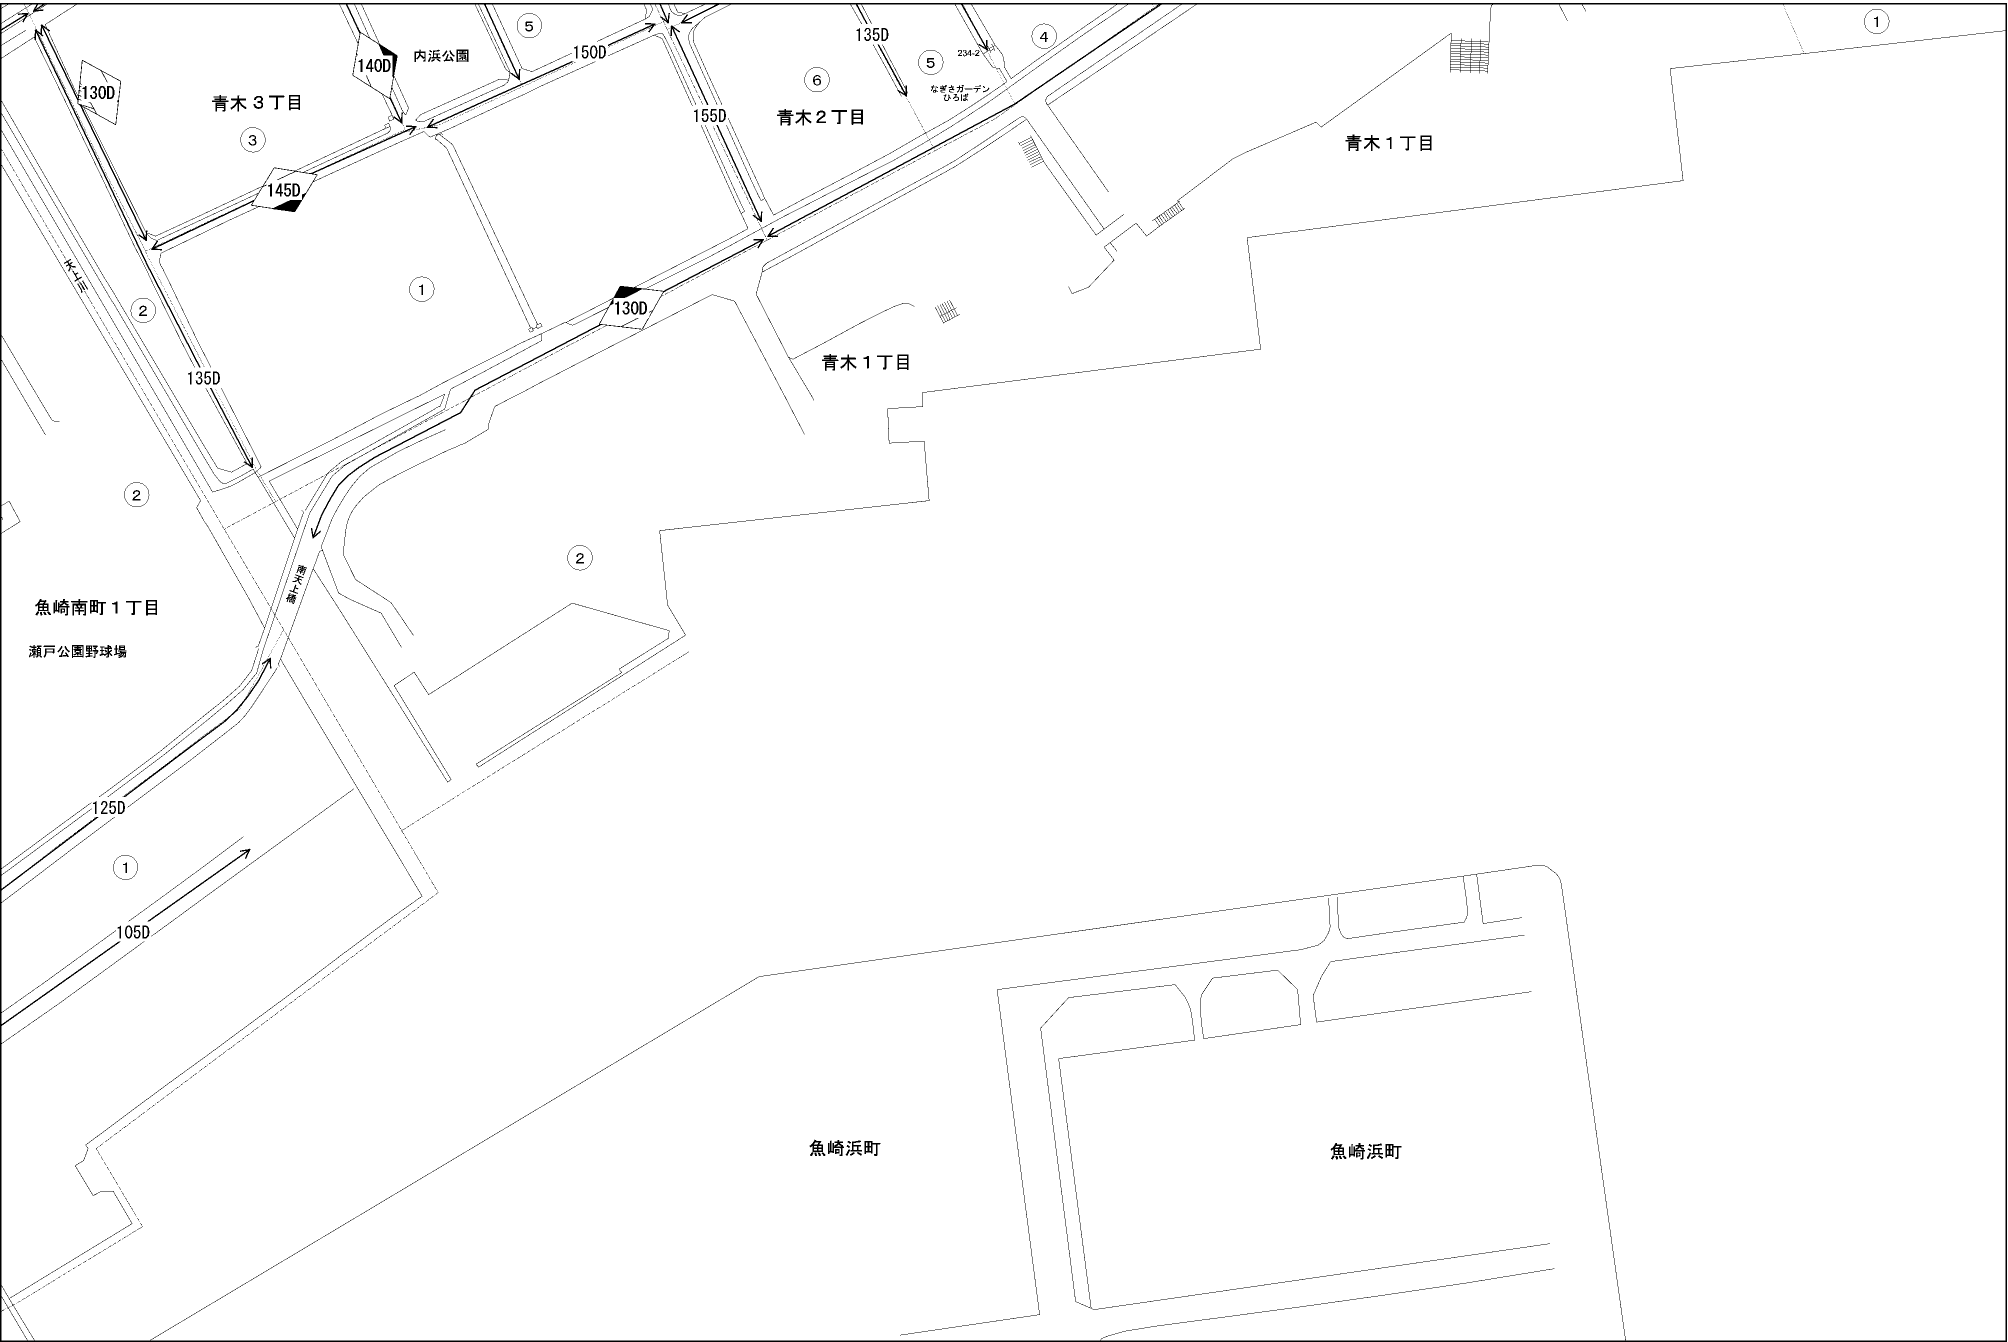 ①
⑤
④
135D
140D
内浜公園
150D
234-2
⑤
なぎさガーデン
ひろば
⑥
130D
青木３丁目
155D
青木２丁目
③
青木１丁目
145D
天上川
②
①
130D
青木１丁目
135D
②
②
南天上橋
魚崎南町１丁目
瀬戸公園野球場
125D
①
105D
魚崎浜町
魚崎浜町